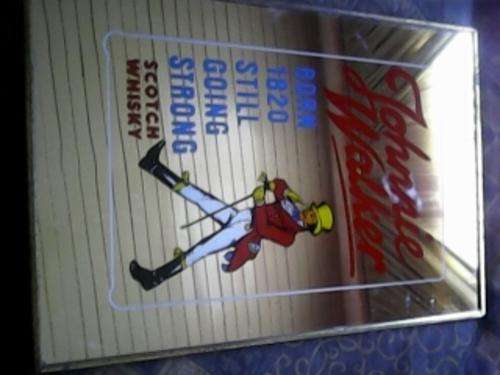 Johnnie
Walker
BORN
1820
STILL
GOING
STRONG
SCOTCH
WHISKY